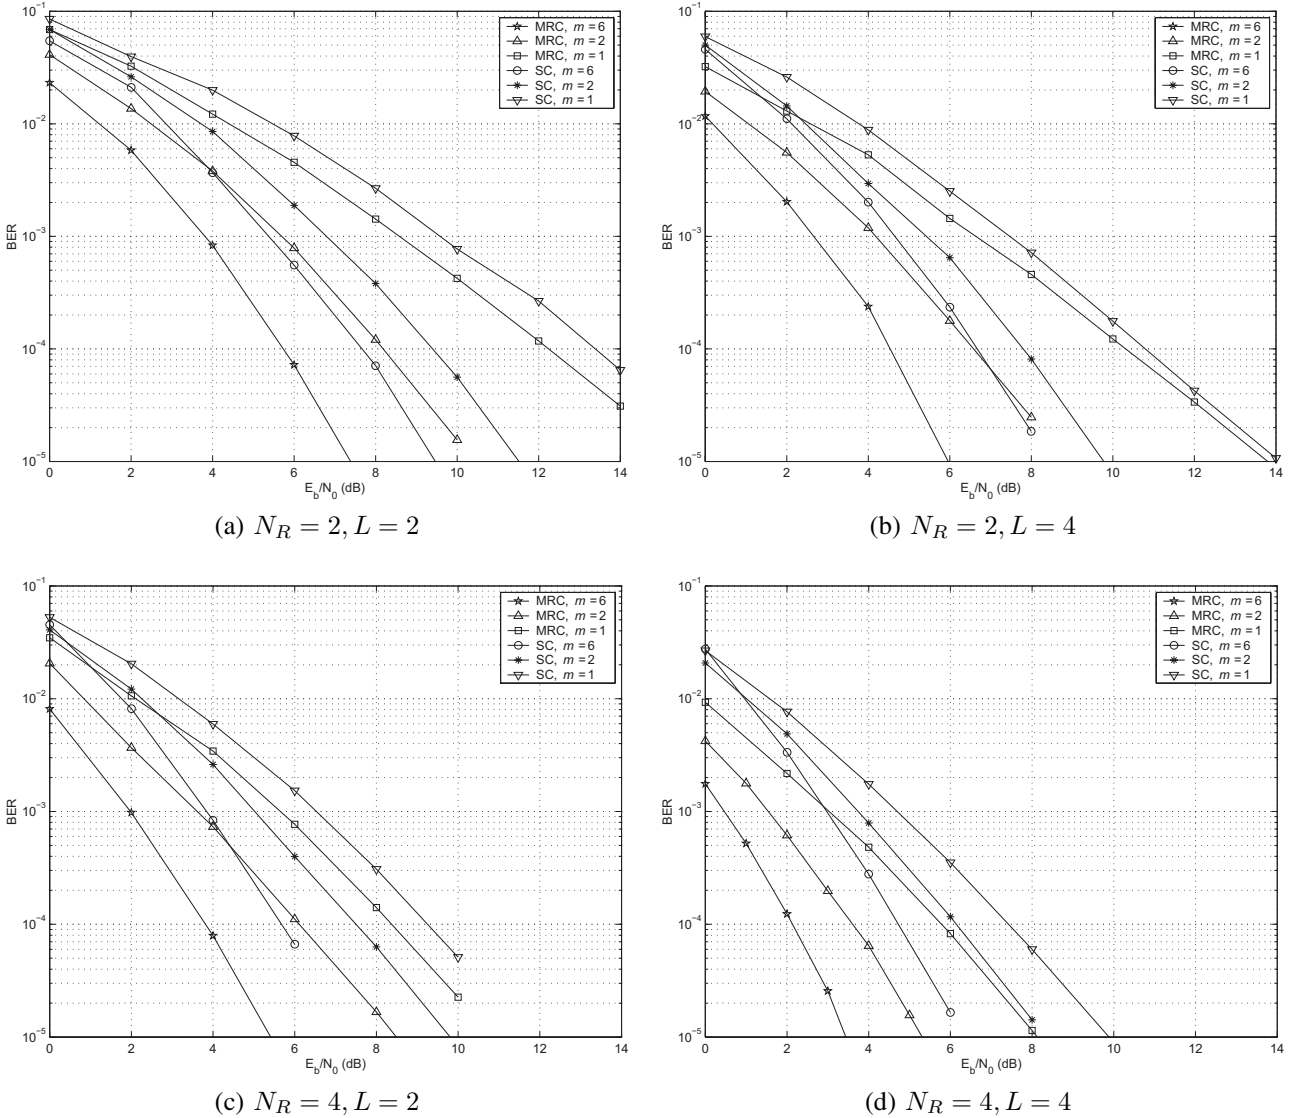 10⁻¹
10⁻²
10⁻³
10⁻⁴
10⁻⁵
BER
0 2 4 6 8 10 12 14
E_b/N_0 (dB)
MRC, m = 6
MRC, m = 2
MRC, m = 1
SC, m = 6
SC, m = 2
SC, m = 1
(a) N_R = 2, L = 2
10⁻¹
10⁻²
10⁻³
10⁻⁴
10⁻⁵
BER
0 2 4 6 8 10 12 14
E_b/N_0 (dB)
MRC, m = 6
MRC, m = 2
MRC, m = 1
SC, m = 6
SC, m = 2
SC, m = 1
(b) N_R = 2, L = 4
10⁻¹
10⁻²
10⁻³
10⁻⁴
10⁻⁵
BER
0 2 4 6 8 10 12 14
E_b/N_0 (dB)
MRC, m = 6
MRC, m = 2
MRC, m = 1
SC, m = 6
SC, m = 2
SC, m = 1
(c) N_R = 4, L = 2
10⁻¹
10⁻²
10⁻³
10⁻⁴
10⁻⁵
BER
0 2 4 6 8 10 12 14
E_b/N_0 (dB)
MRC, m = 6
MRC, m = 2
MRC, m = 1
SC, m = 6
SC, m = 2
SC, m = 1
(d) N_R = 4, L = 4